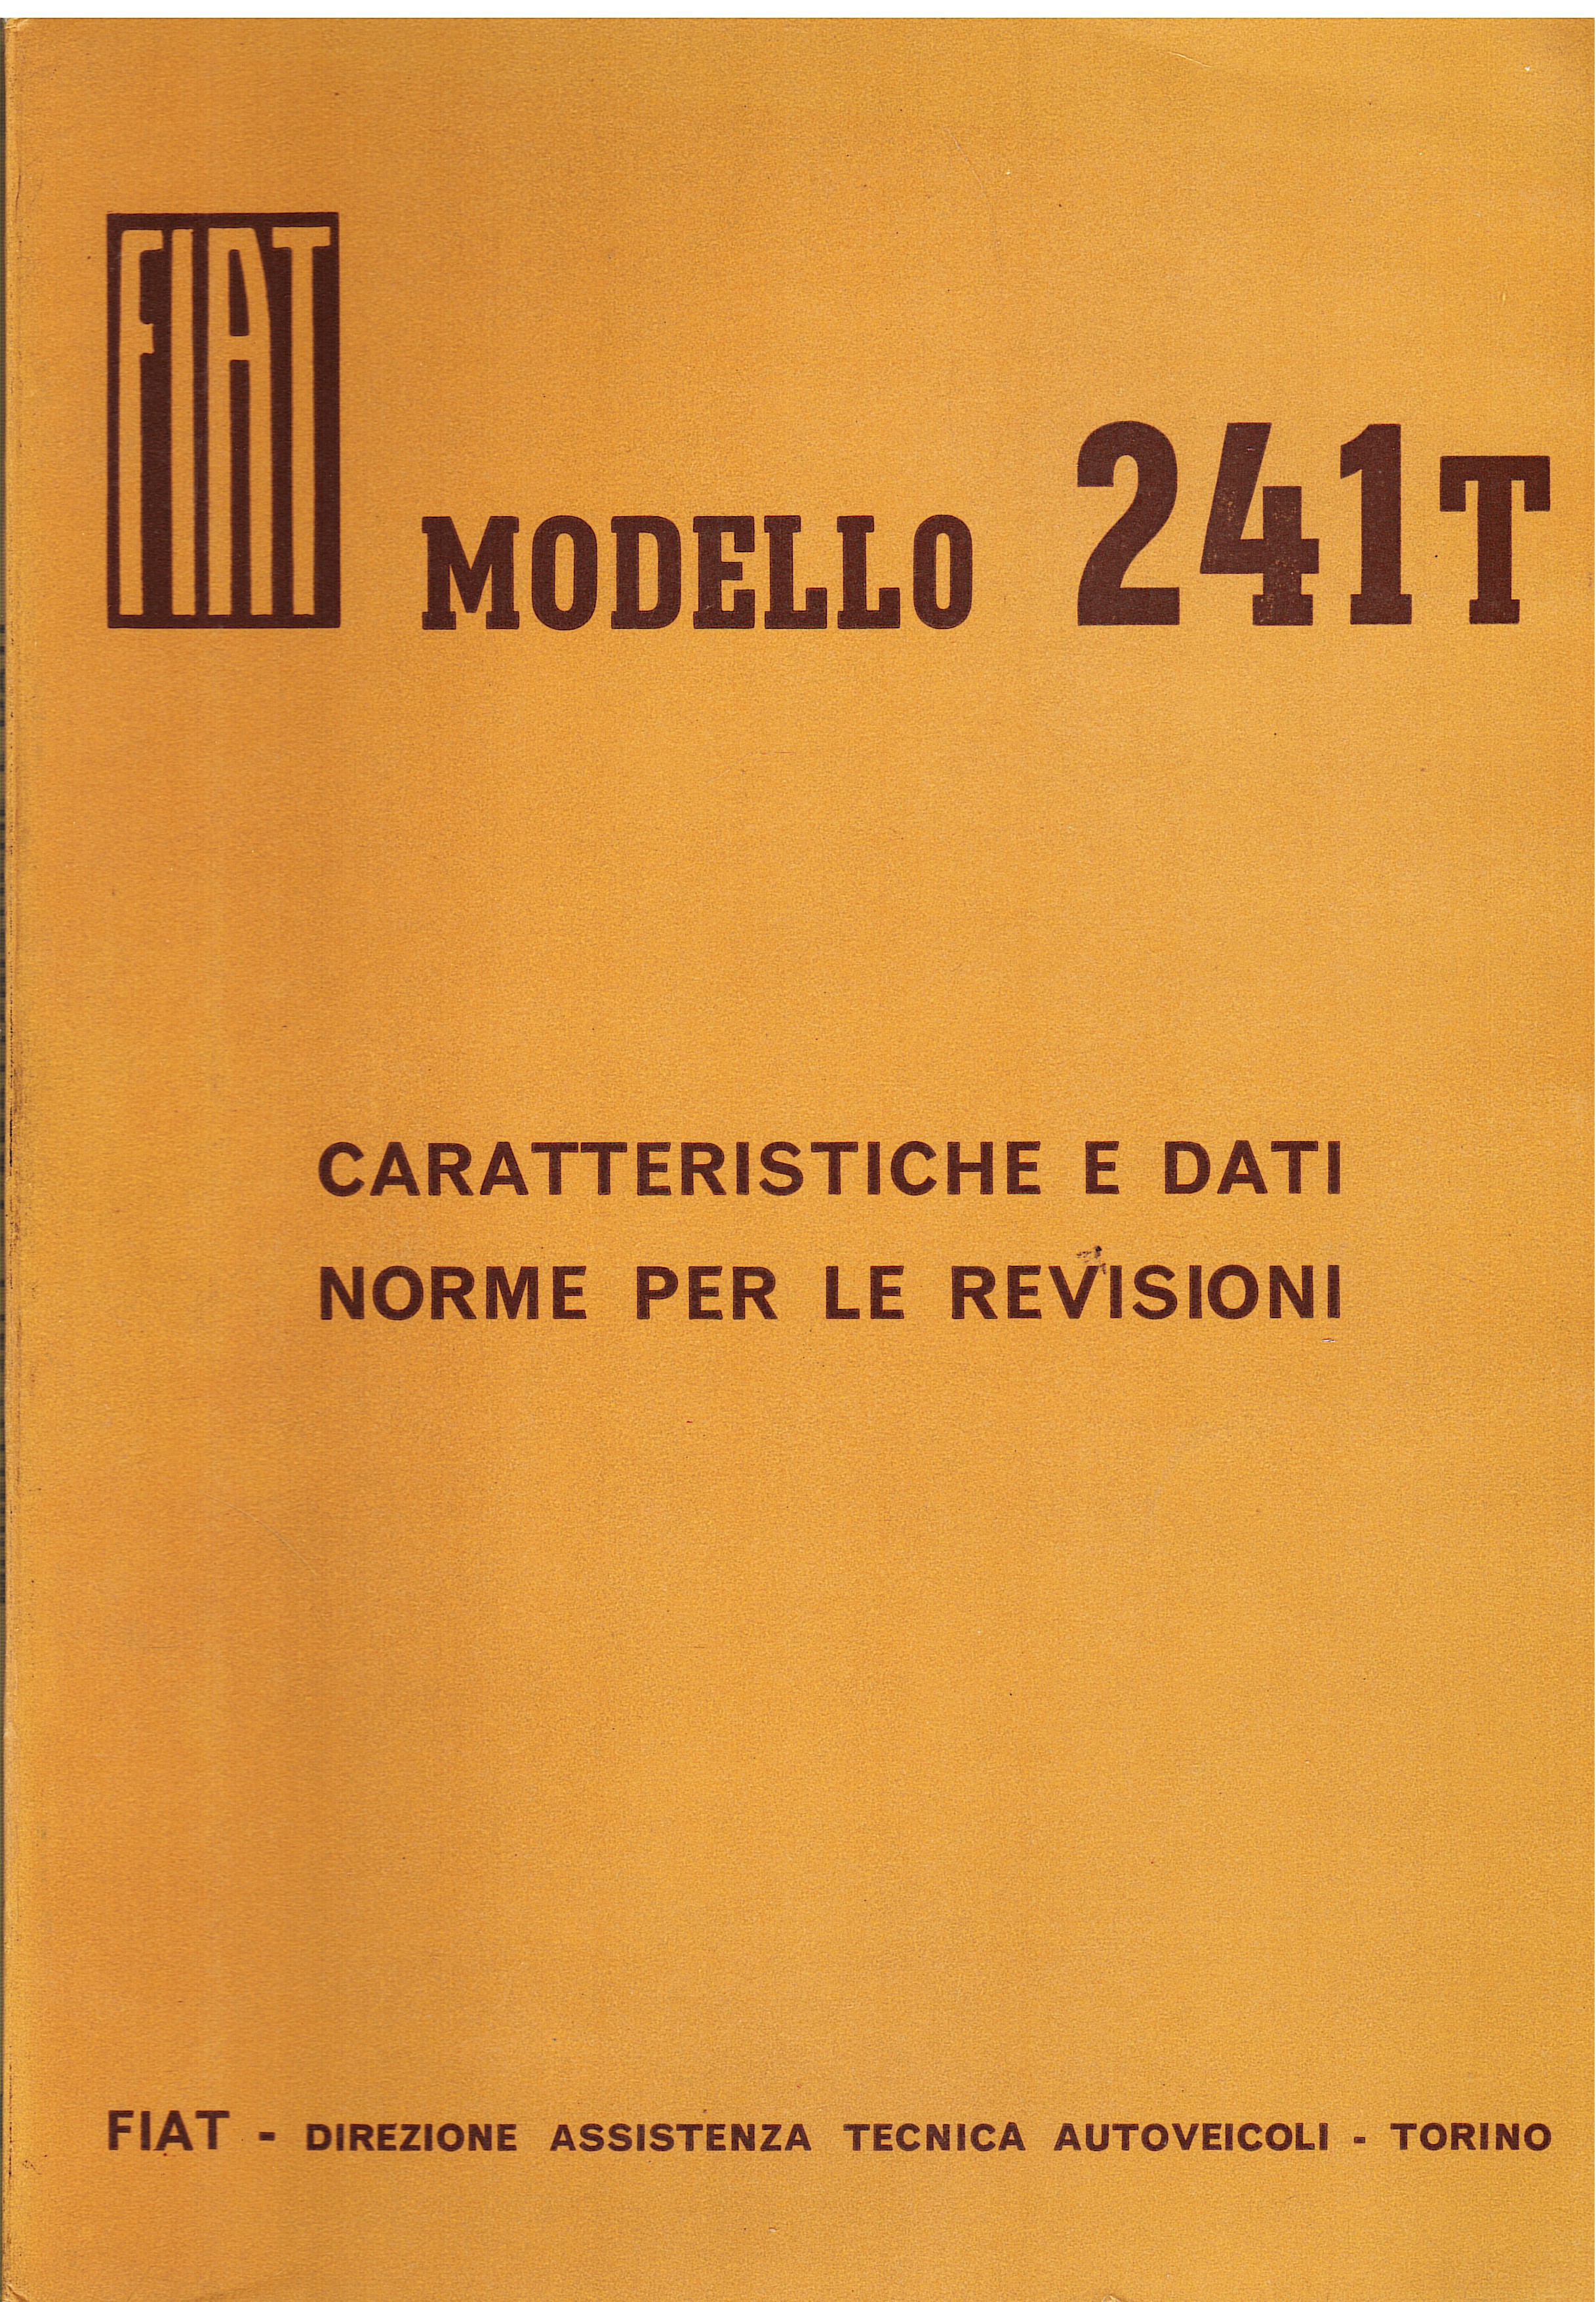 FIAT
MODELLO 241T
CARATTERISTICHE E DATI
NORME PER LE REVISIONI
FIAT - DIREZIONE ASSISTENZA TECNICA AUTOVEICOLI - TORINO